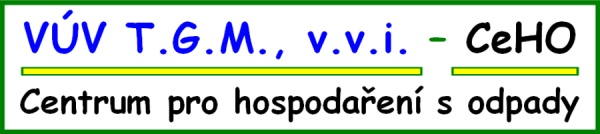 VÚV T.G.M., v.v.i. - CeHO
Centrum pro hospodaření s odpady